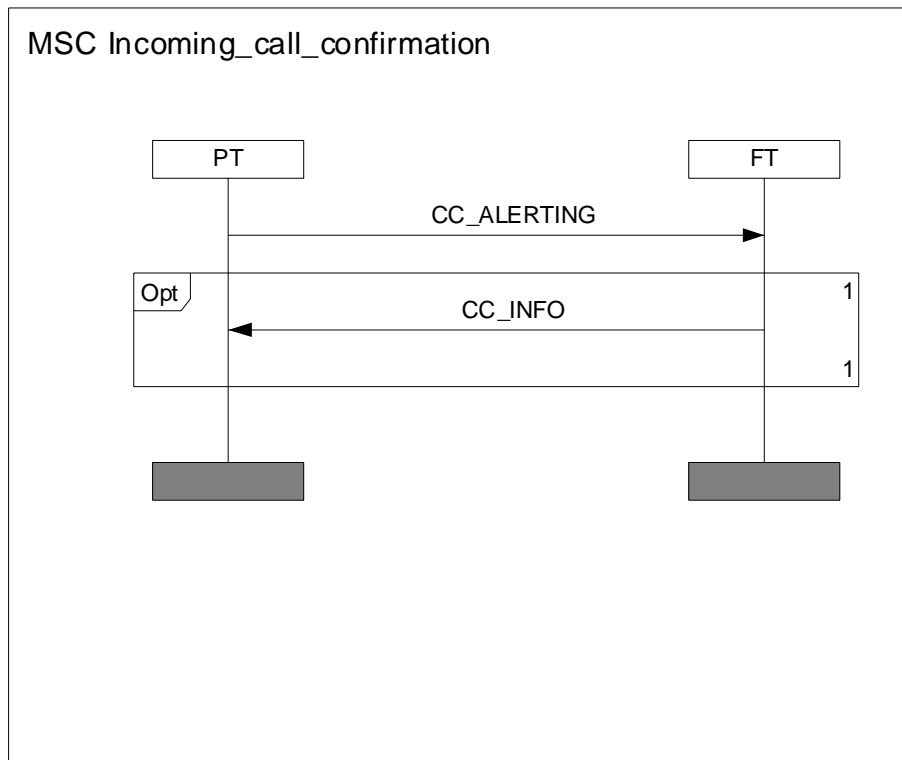 MSC Incoming_call_confirmation
PT
FT
CC_ALERTING
Opt
1
CC_INFO
1